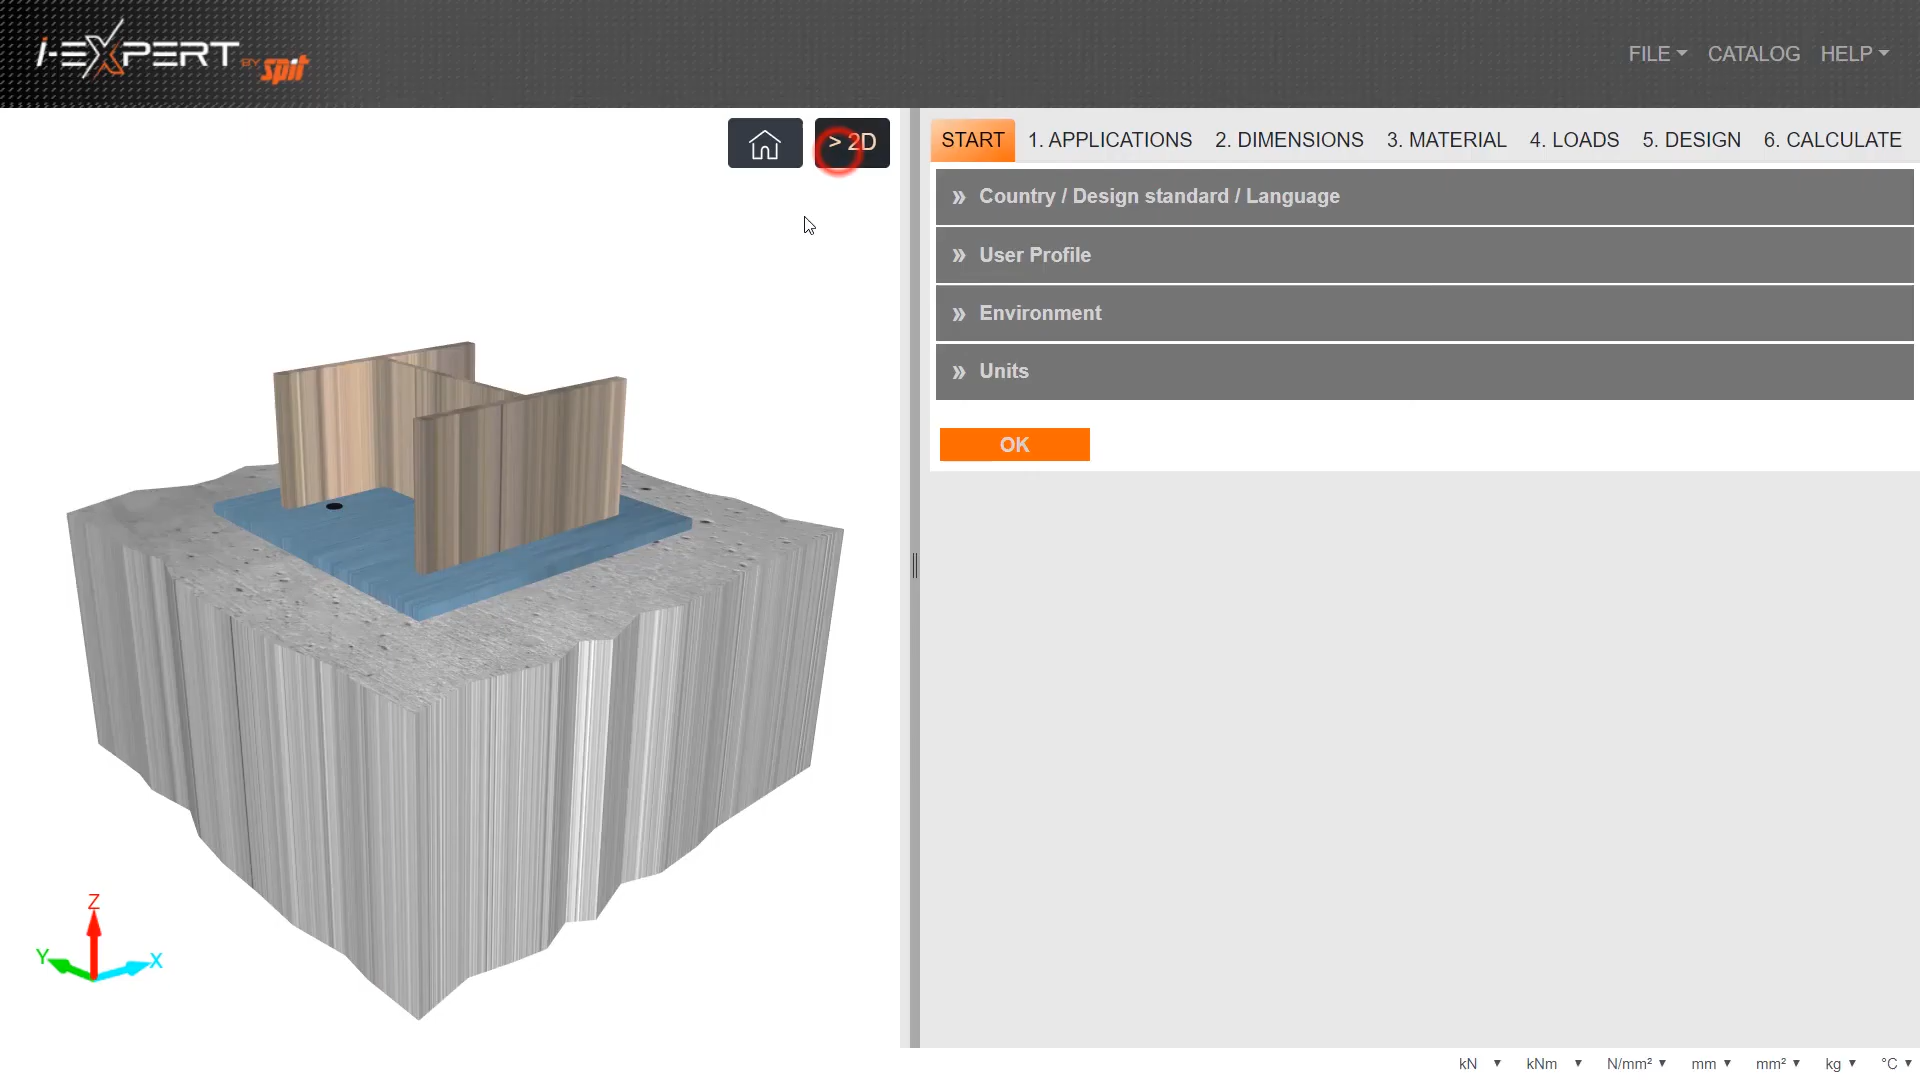 i-EXPERT BY spit
FILE CATALOG HELP
> 2D
START 1. APPLICATIONS 2. DIMENSIONS 3. MATERIAL 4. LOADS 5. DESIGN 6. CALCULATE
» Country / Design standard / Language
» User Profile
» Environment
» Units
OK
Z
Y X
kN kNm N/mm² mm mm² kg °C